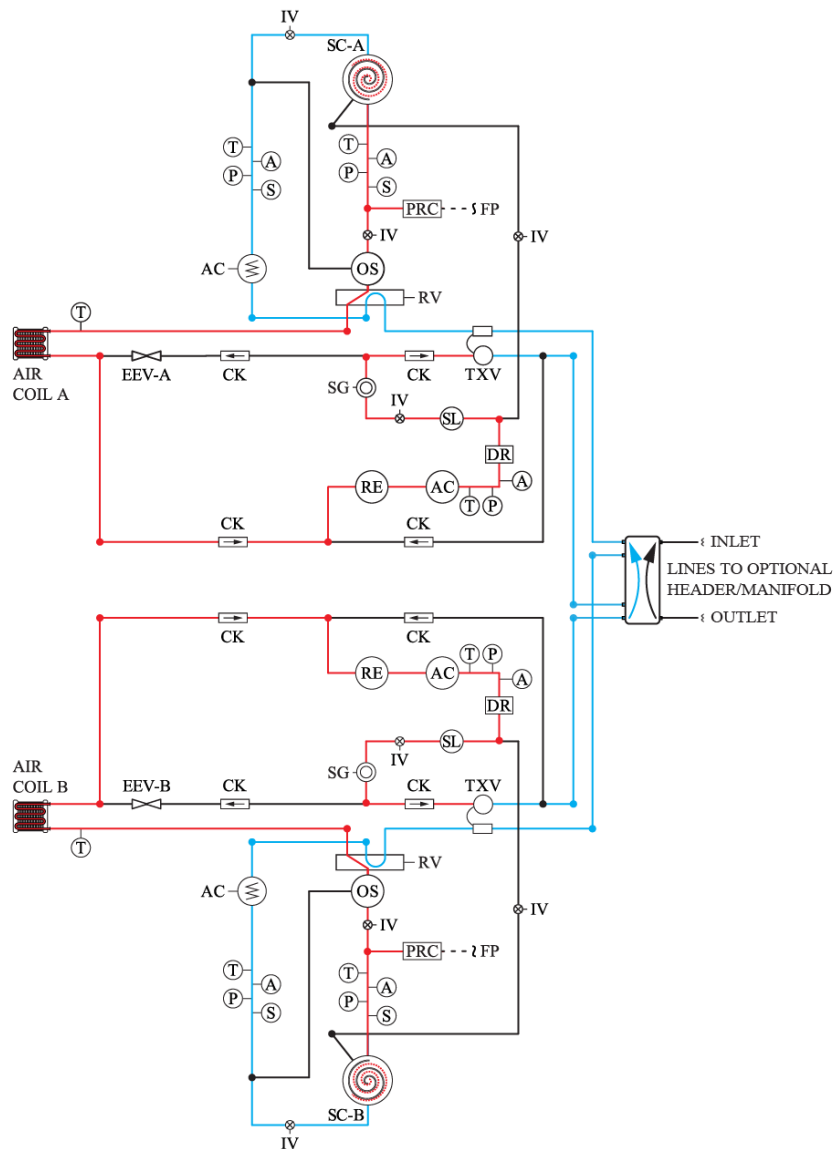 IV
SC-A
T
A
P
S
T
A
P
S
PRC
FP
IV
IV
AC
OS
RV
T
AIR
COIL A
EEV-A
CK
CK
TXV
SG
IV
SL
DR
RE
AC
A
T
P
CK
CK
INLET
LINES TO OPTIONAL
HEADER/MANIFOLD
OUTLET
CK
CK
T
P
RE
AC
A
DR
IV
SL
SG
AIR
COIL B
EEV-B
CK
CK
TXV
T
RV
AC
OS
IV
IV
PRC
FP
T
A
P
S
T
A
P
S
SC-B
IV